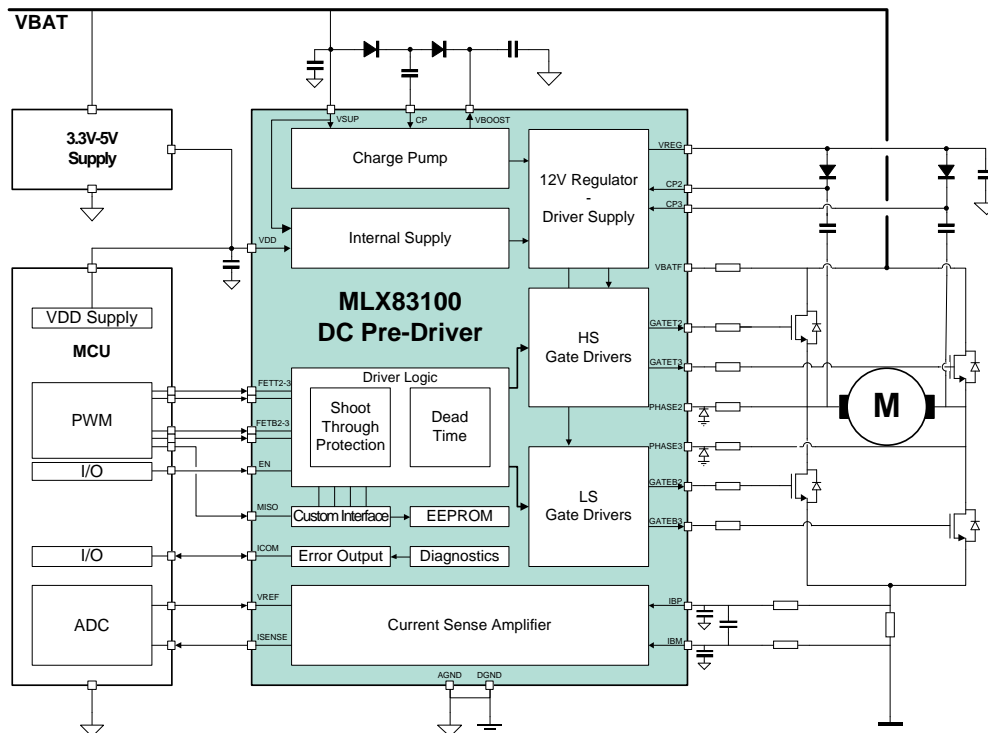 VBAT
3.3V-5V
Supply
VSUP
CP
VBOOST
Charge Pump
12V Regulator
-
Driver Supply
VREG
CP2
CP3
Internal Supply
VDD
VBATF
MLX83100
DC Pre-Driver
VDD Supply
MCU
HS
Gate Drivers
GATET2
GATET3
PHASE2
PHASE3
M
PWM
FETT2-3
FETB2-3
Driver Logic
Shoot
Through
Protection
Dead
Time
I/O
EN
LS
Gate Drivers
GATEB2
GATEB3
MISO
Custom Interface
EEPROM
I/O
ICOM
Error Output
Diagnostics
ADC
VREF
ISENSE
Current Sense Amplifier
IBP
IBM
AGND
DGND